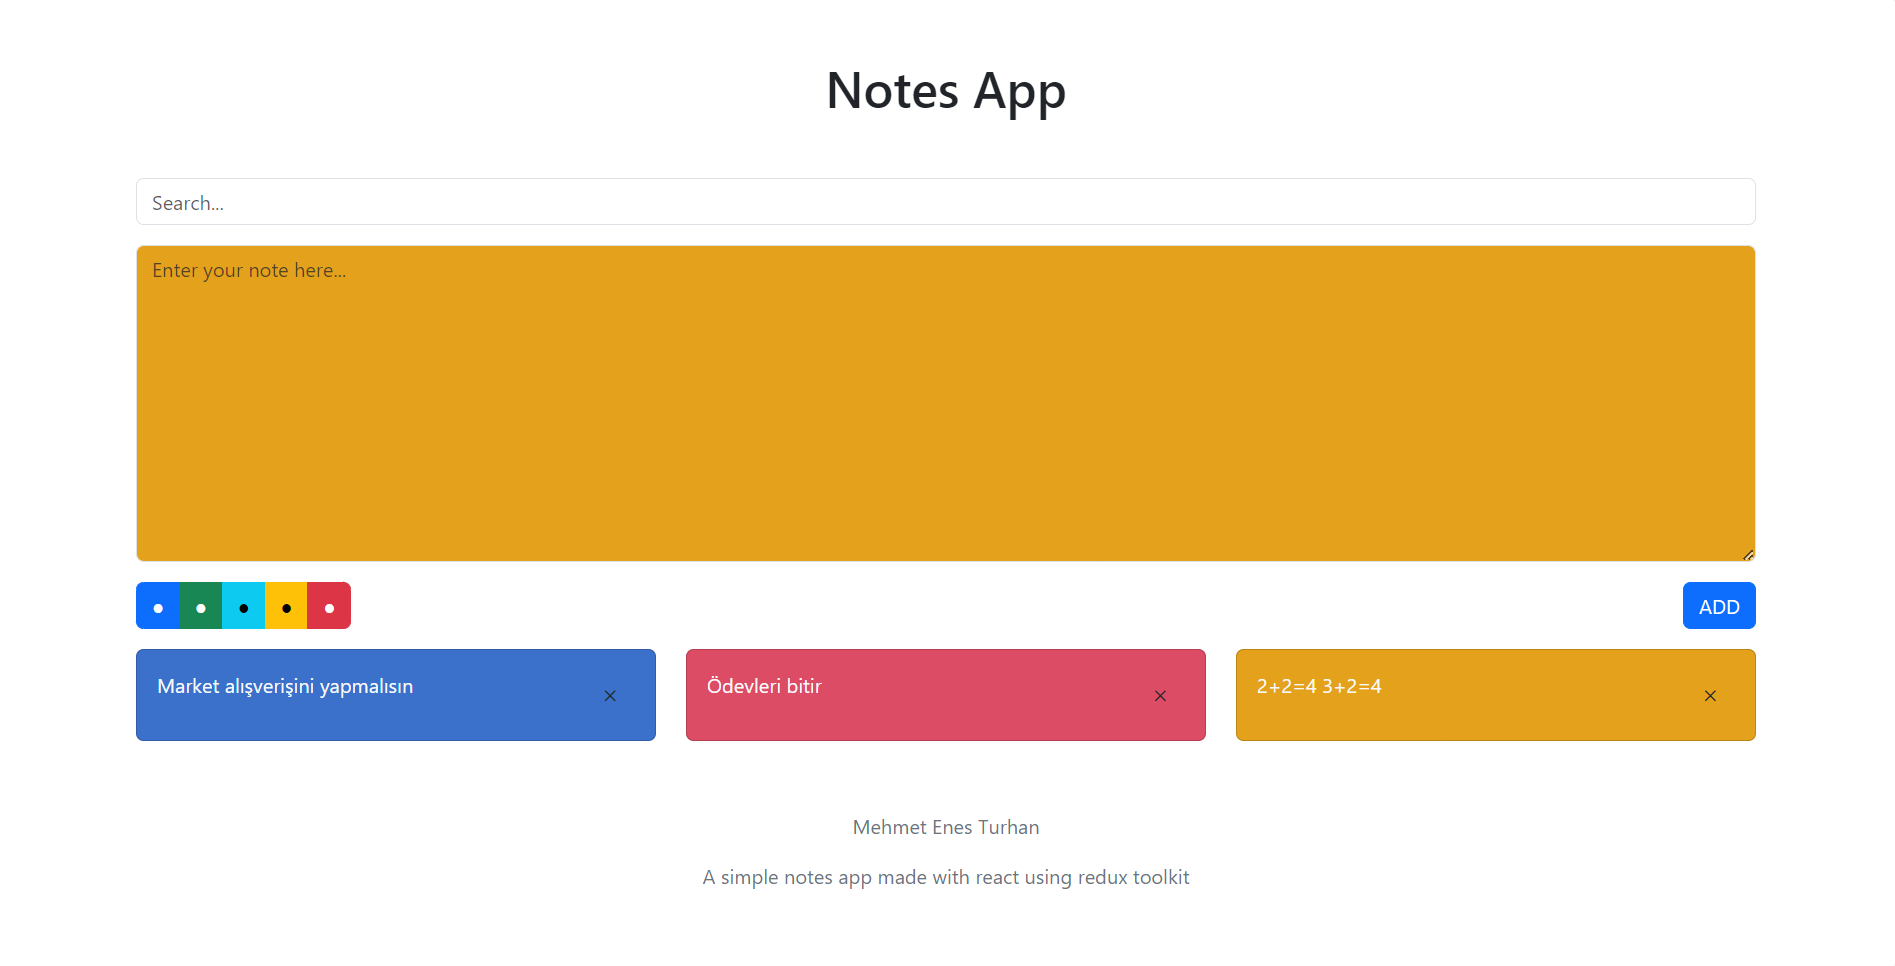 Notes App
Search...
Enter your note here...
ADD
Market alışverişini yapmalısın
Ödevleri bitir
2+2=4 3+2=4
Mehmet Enes Turhan
A simple notes app made with react using redux toolkit